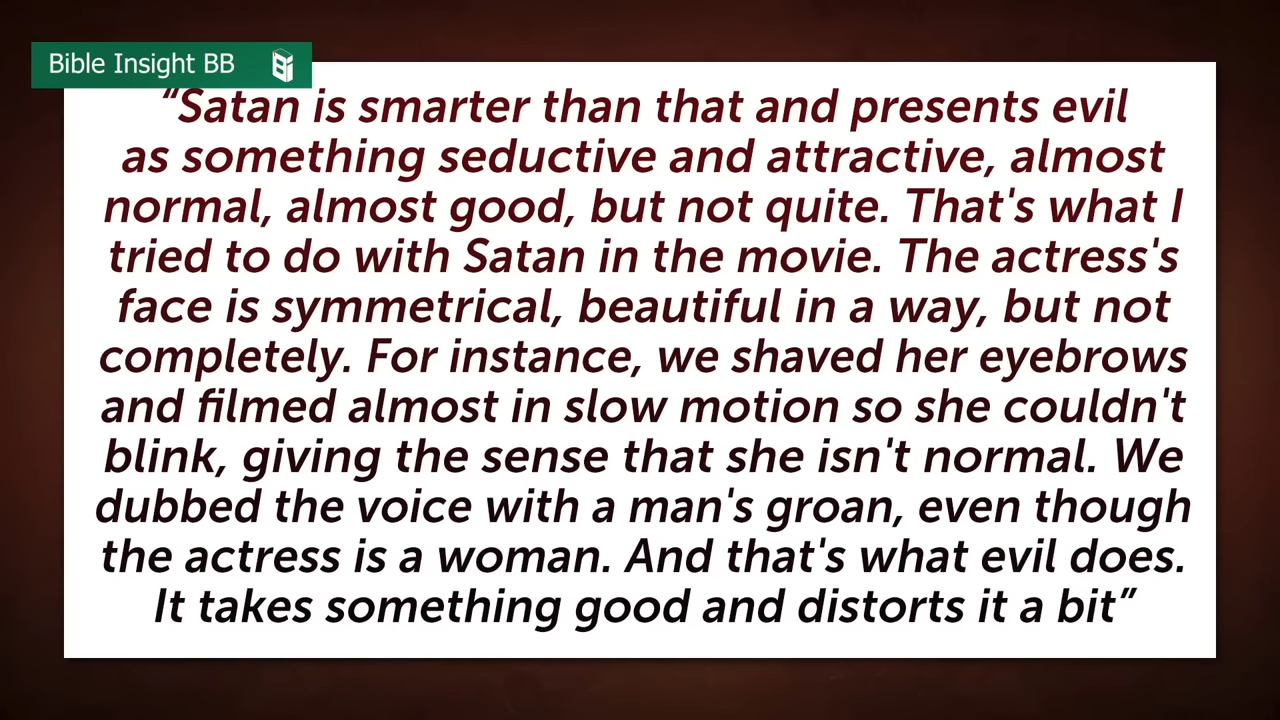 Bible Insight BB
“Satan is smarter than that and presents evil
as something seductive and attractive, almost
normal, almost good, but not quite. That's what I
tried to do with Satan in the movie. The actress's
face is symmetrical, beautiful in a way, but not
completely. For instance, we shaved her eyebrows
and filmed almost in slow motion so she couldn't
blink, giving the sense that she isn't normal. We
dubbed the voice with a man's groan, even though
the actress is a woman. And that's what evil does.
It takes something good and distorts it a bit”